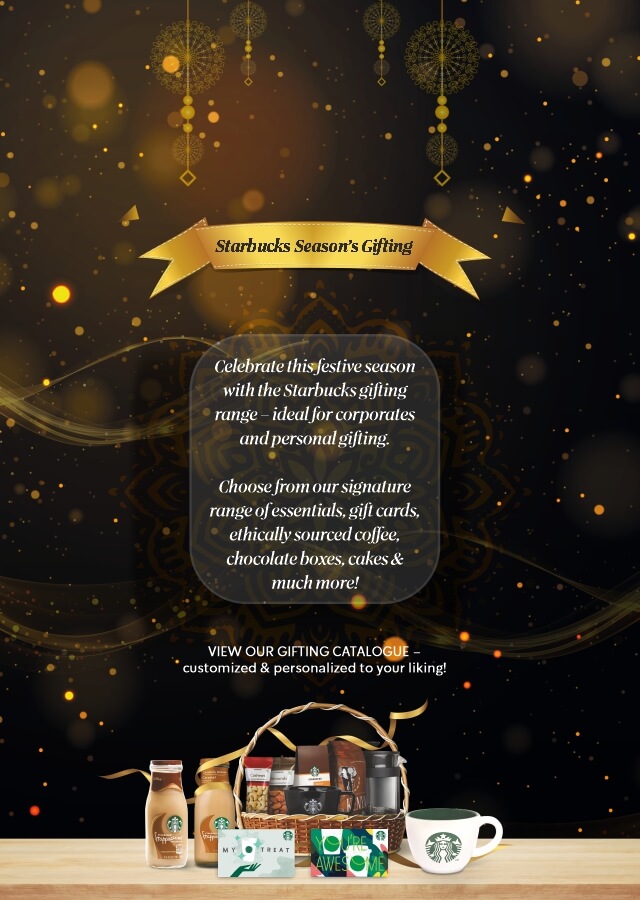 Starbucks Season's Gifting
Celebrate this festive season
with the Starbucks gifting
range – ideal for corporates
and personal gifting.
Choose from our signature
range of essentials, gift cards,
ethically sourced coffee,
chocolate boxes, cakes &
much more!
VIEW OUR GIFTING CATALOGUE –
customized & personalized to your liking!
MY TREAT
YOU'RE
AWESOME